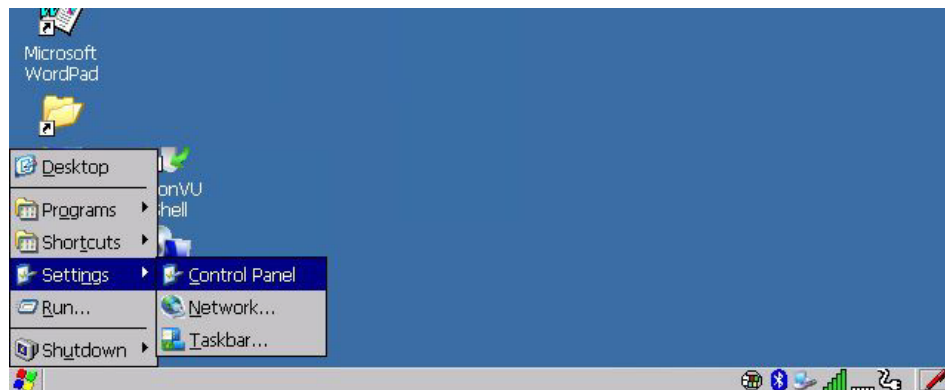 Microsoft
WordPad
Desktop
onVU
Programs
hell
Shortcuts
Settings
Control Panel
Run...
Network...
Shutdown
Taskbar...